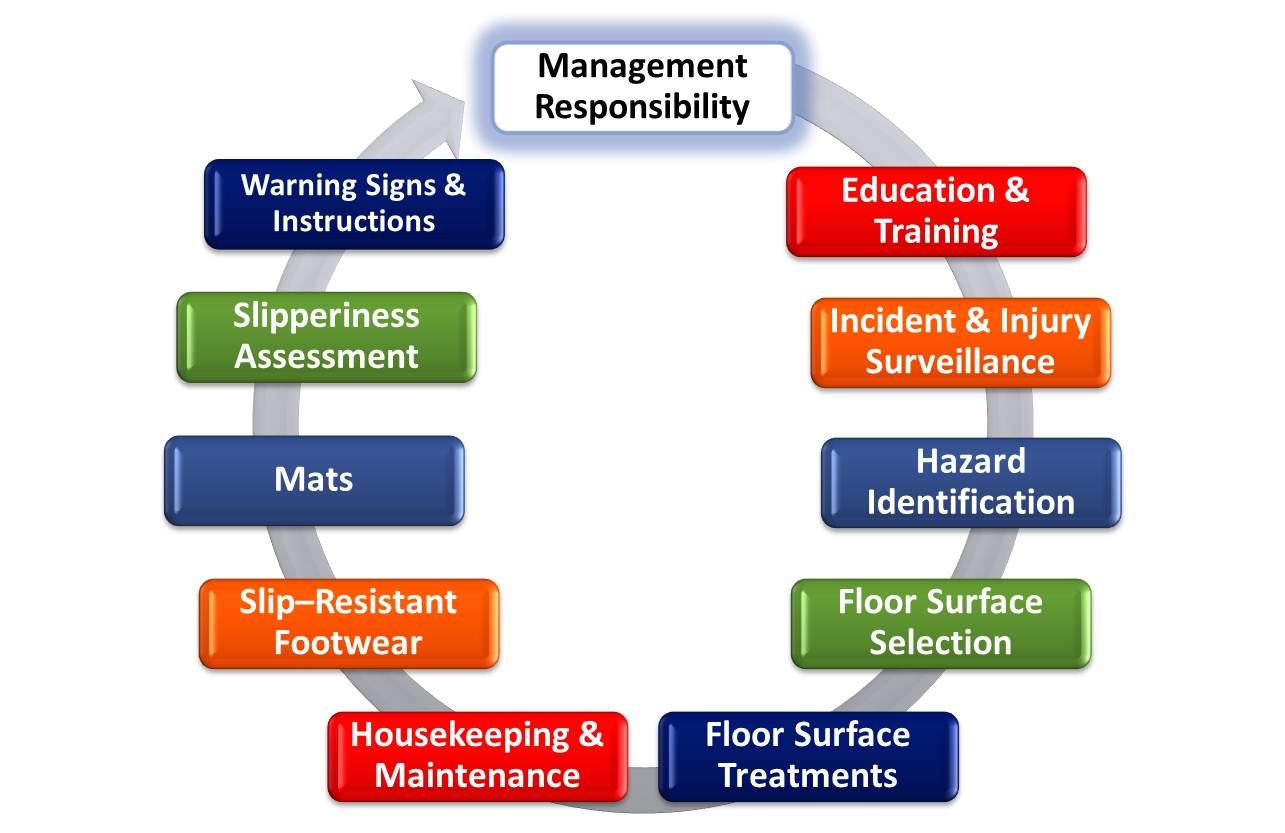 Management
Responsibility
Education &
Training
Incident & Injury
Surveillance
Hazard
Identification
Floor Surface
Selection
Floor Surface
Treatments
Housekeeping &
Maintenance
Slip–Resistant
Footwear
Mats
Slipperiness
Assessment
Warning Signs &
Instructions